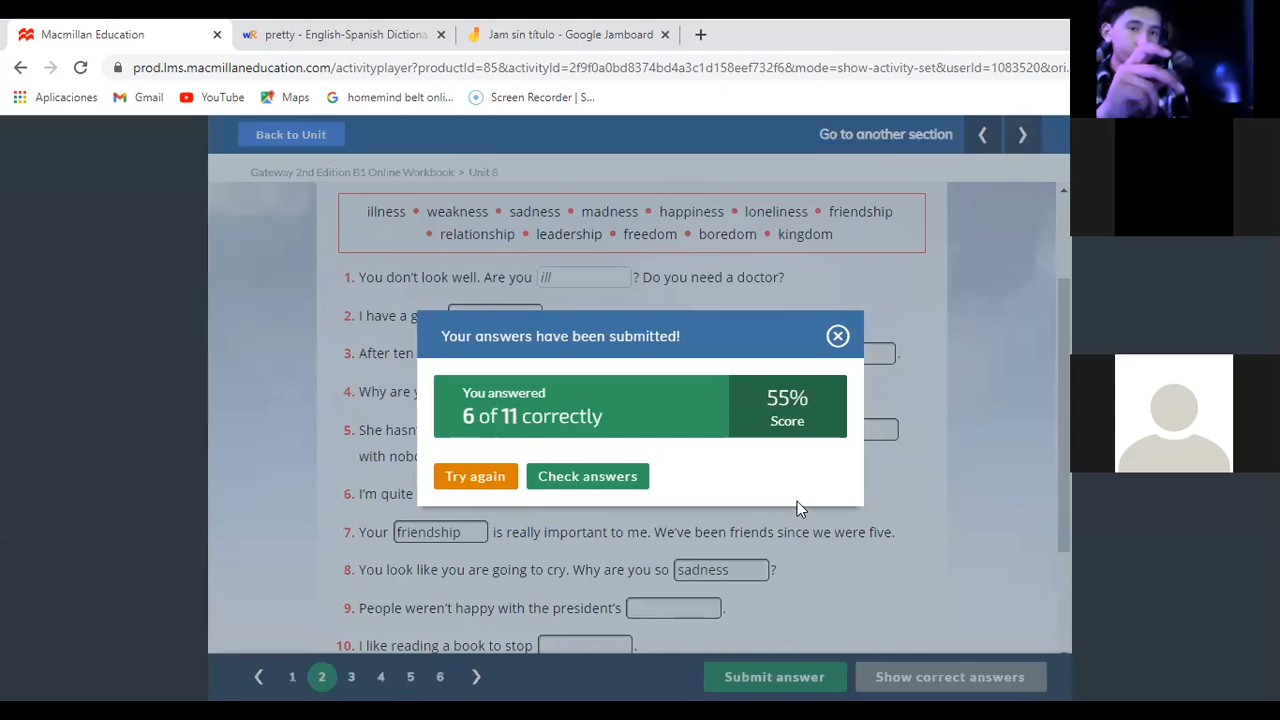 Macmillan Education
wR pretty - English-Spanish Dictiona
Jam sin título - Google Jamboard
prod.lms.macmillaneducation.com/activityplayer?productId=85&activityId=2f9f0a0bd8374bd4a3c1d158eef732f6&mode=show-activity-set&userId=1083520&ori...
Aplicaciones Gmail YouTube Maps G homemind belt onli... Screen Recorder | S...
Back to Unit Go to another section
Gateway 2nd Edition B1 Online Workbook > Unit 8
illness • weakness • sadness • madness • happiness • loneliness • friendship
• relationship • leadership • freedom • boredom • kingdom
1. You don't look well. Are you ill ? Do you need a doctor?
2. I have a g
Your answers have been submitted!
3. After ten .
4. Why are y
You answered
6 of 11 correctly
55%
Score
5. She hasn'
with nobo
Try again Check answers
6. I'm quite
7. Your friendship is really important to me. We've been friends since we were five.
8. You look like you are going to cry. Why are you so sadness ?
9. People weren't happy with the president's .
10. I like reading a book to stop .
1 2 3 4 5 6 Submit answer Show correct answers